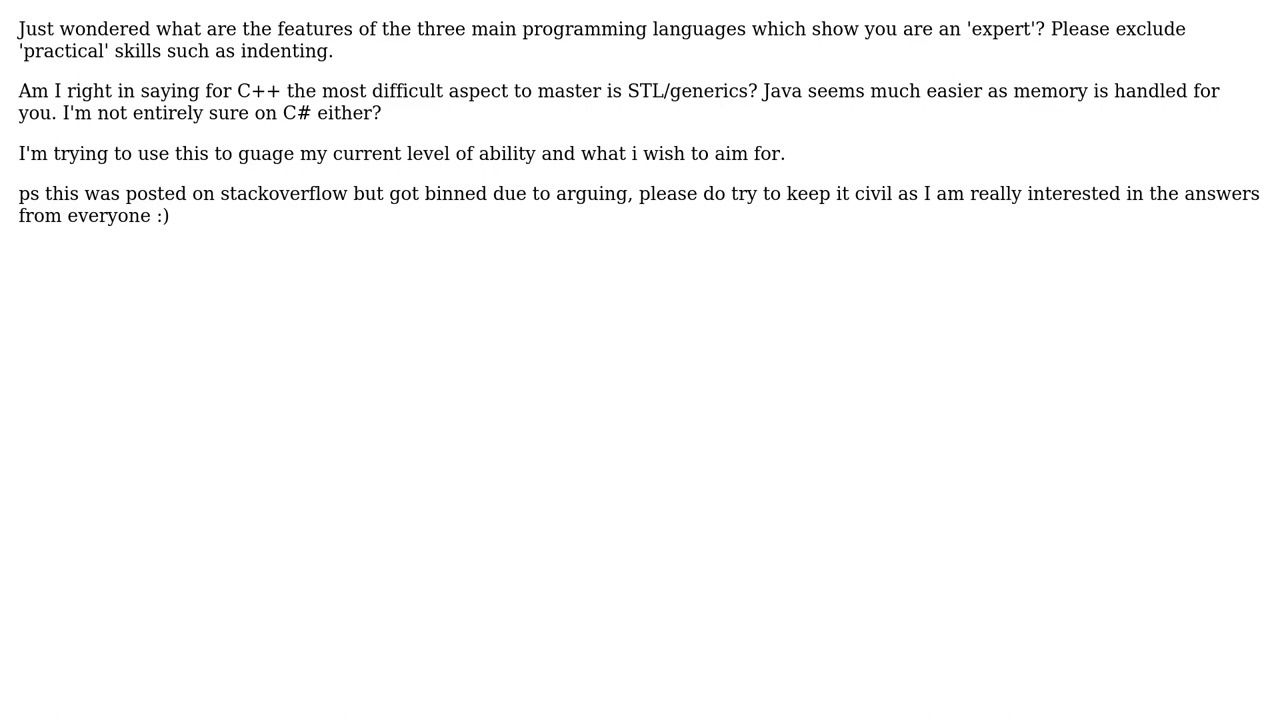 Just wondered what are the features of the three main programming languages which show you are an 'expert'? Please exclude
'practical' skills such as indenting.
Am I right in saying for C++ the most difficult aspect to master is STL/generics? Java seems much easier as memory is handled for
you. I'm not entirely sure on C# either?
I'm trying to use this to guage my current level of ability and what i wish to aim for.
ps this was posted on stackoverflow but got binned due to arguing, please do try to keep it civil as I am really interested in the answers
from everyone :)